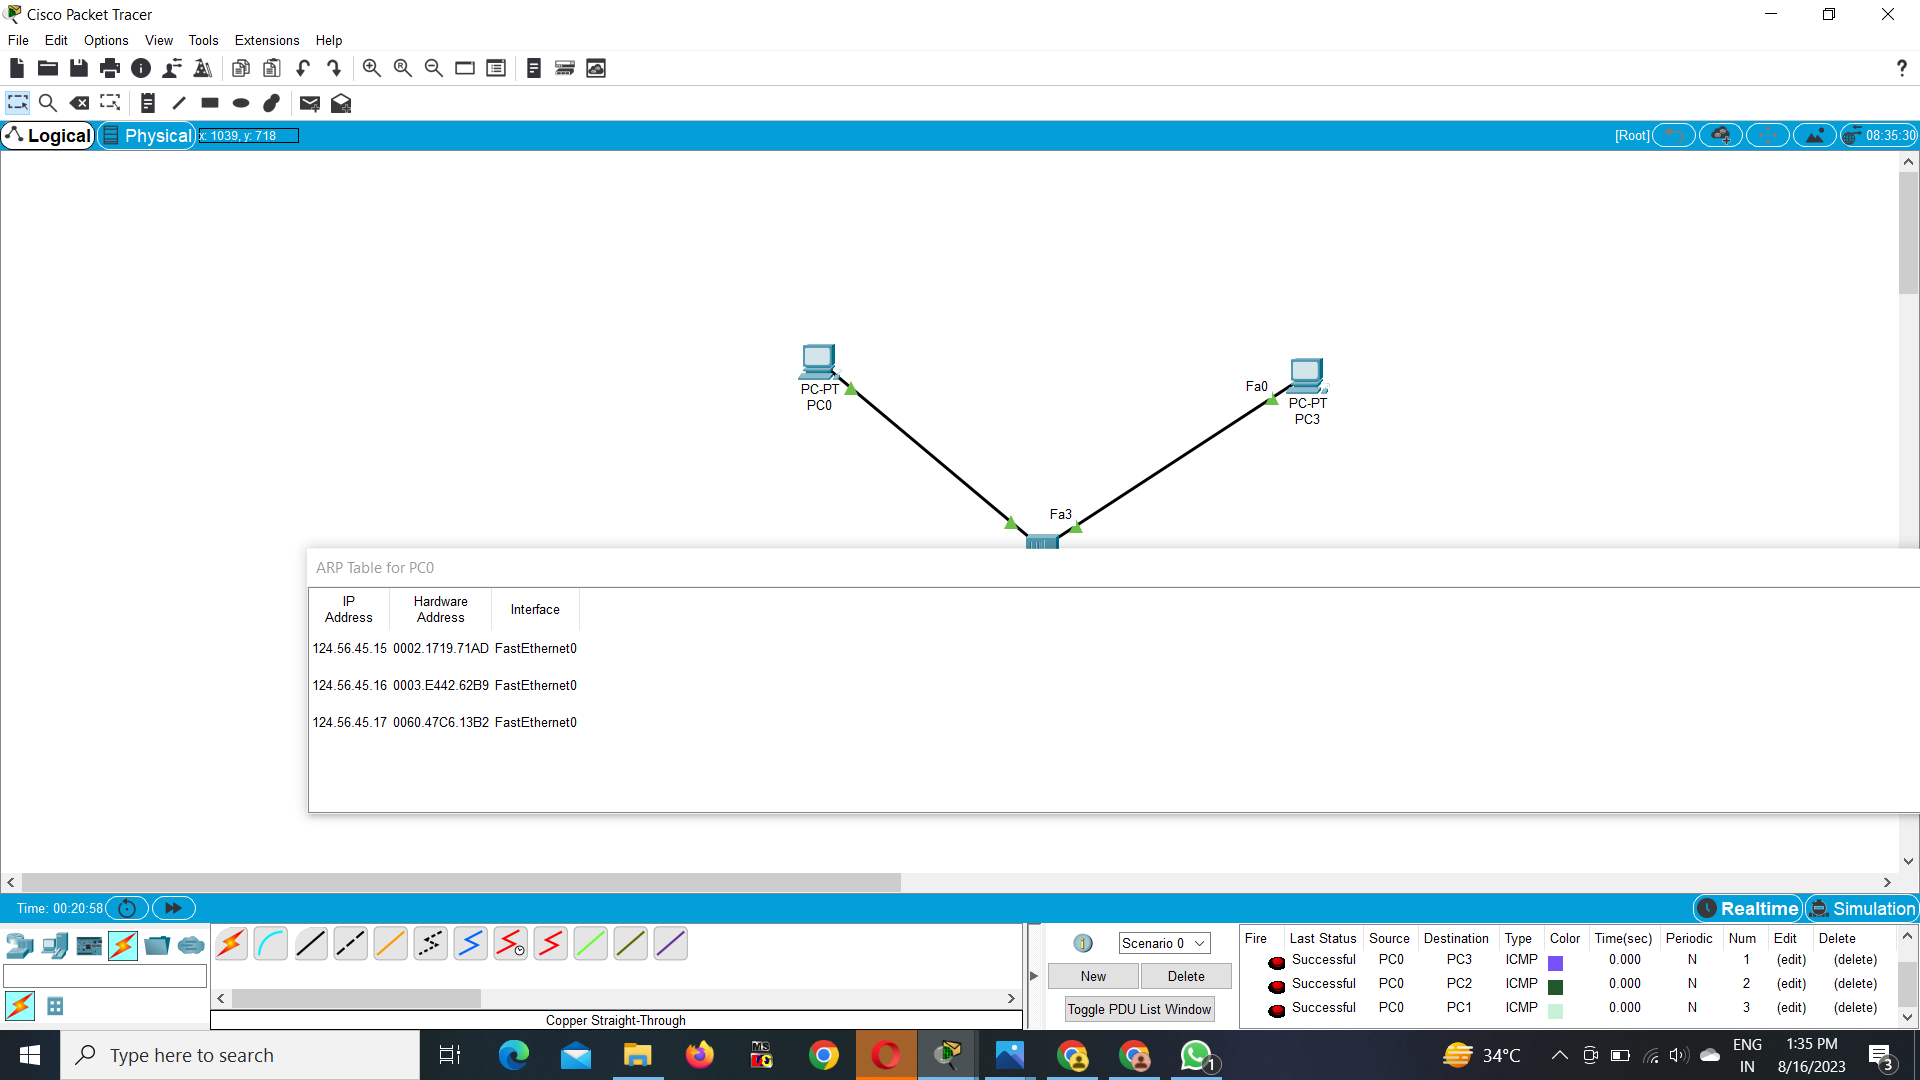 Cisco Packet Tracer
File Edit Options View Tools Extensions Help
Logical Physical x: 1039, y: 718 [Root] 08:35:30
PC-PT
PC0
Fa0
PC-PT
PC3
Fa3
ARP Table for PC0
IP Address Hardware Address Interface
124.56.45.15 0002.1719.71AD FastEthernet0
124.56.45.16 0003.E442.62B9 FastEthernet0
124.56.45.17 0060.47C6.13B2 FastEthernet0
Time: 00:20:58 Realtime Simulation
Scenario 0
New Delete
Toggle PDU List Window
Fire Last Status Source Destination Type Color Time(sec) Periodic Num Edit Delete
Successful PC0 PC3 ICMP 0.000 N 1 (edit) (delete)
Successful PC0 PC2 ICMP 0.000 N 2 (edit) (delete)
Successful PC0 PC1 ICMP 0.000 N 3 (edit) (delete)
Copper Straight-Through
Type here to search
MS
1
34°C
ENG
IN
1:35 PM
8/16/2023
3